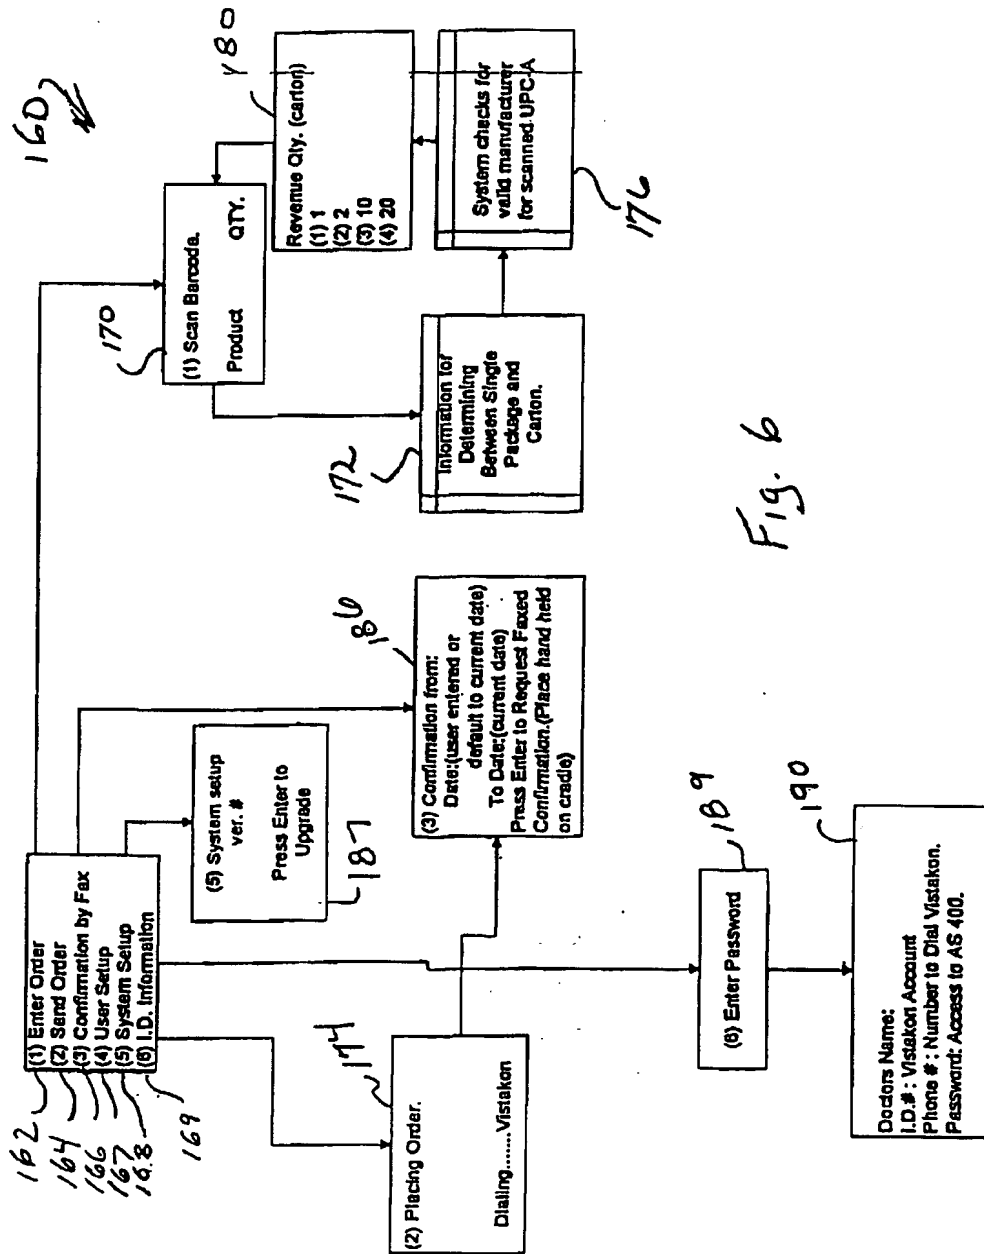 160
162
164
166
167
168
169
(1) Enter Order
(2) Send Order
(3) Confirmation by Fax
(4) User Setup
(5) System Setup
(6) I.D. Information
170
(1) Scan Barcode.
Product QTY.
180
Revenue Qty. (carton)
(1) 1
(2) 2
(3) 10
(4) 20
172
Information for
Determining
Between Single
Package and
Carton.
System checks for
valid manufacturer
for scanned UPC-A
176
(5) System setup
ver. #
Press Enter to
Upgrade
187
186
(3) Confirmation from:
Date:(user entered or
default to current date)
To Date:(current date)
Press Enter to Request Faxed
Confirmation.(Place hand held
on cradle)
174
(2) Placing Order.
Dialing........Vistakon
189
(6) Enter Password
190
Doctors Name:
I.D.# : Vistakon Account
Phone # : Number to Dial Vistakon.
Password: Access to AS 400.
Fig. 6